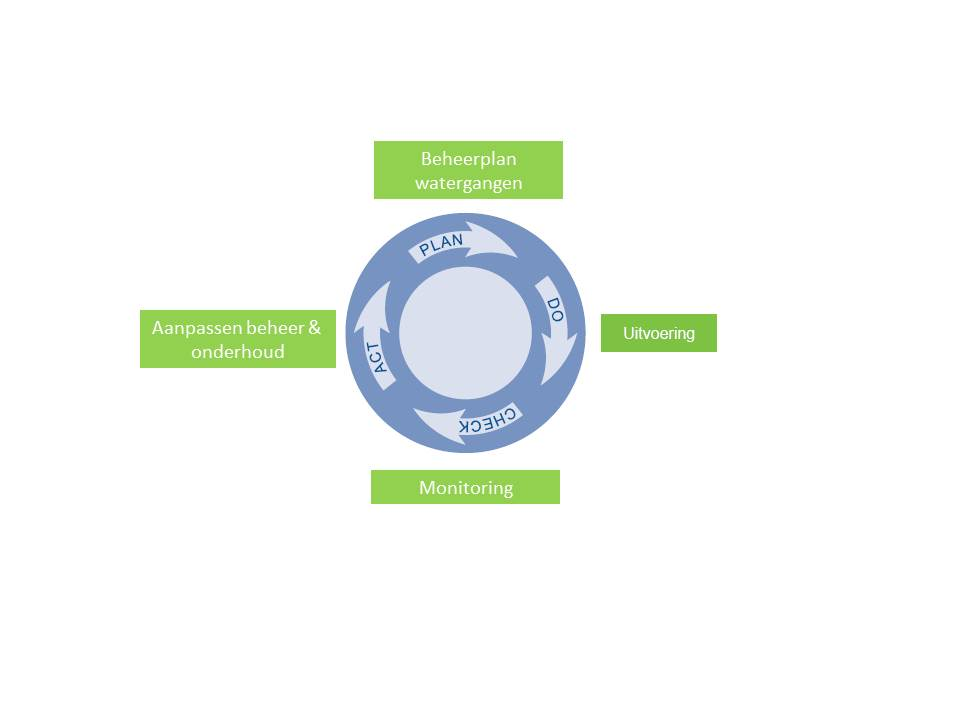 Beheerplan
watergangen
PLAN
DO
Uitvoering
CHECK
Monitoring
ACT
Aanpassen beheer &
onderhoud